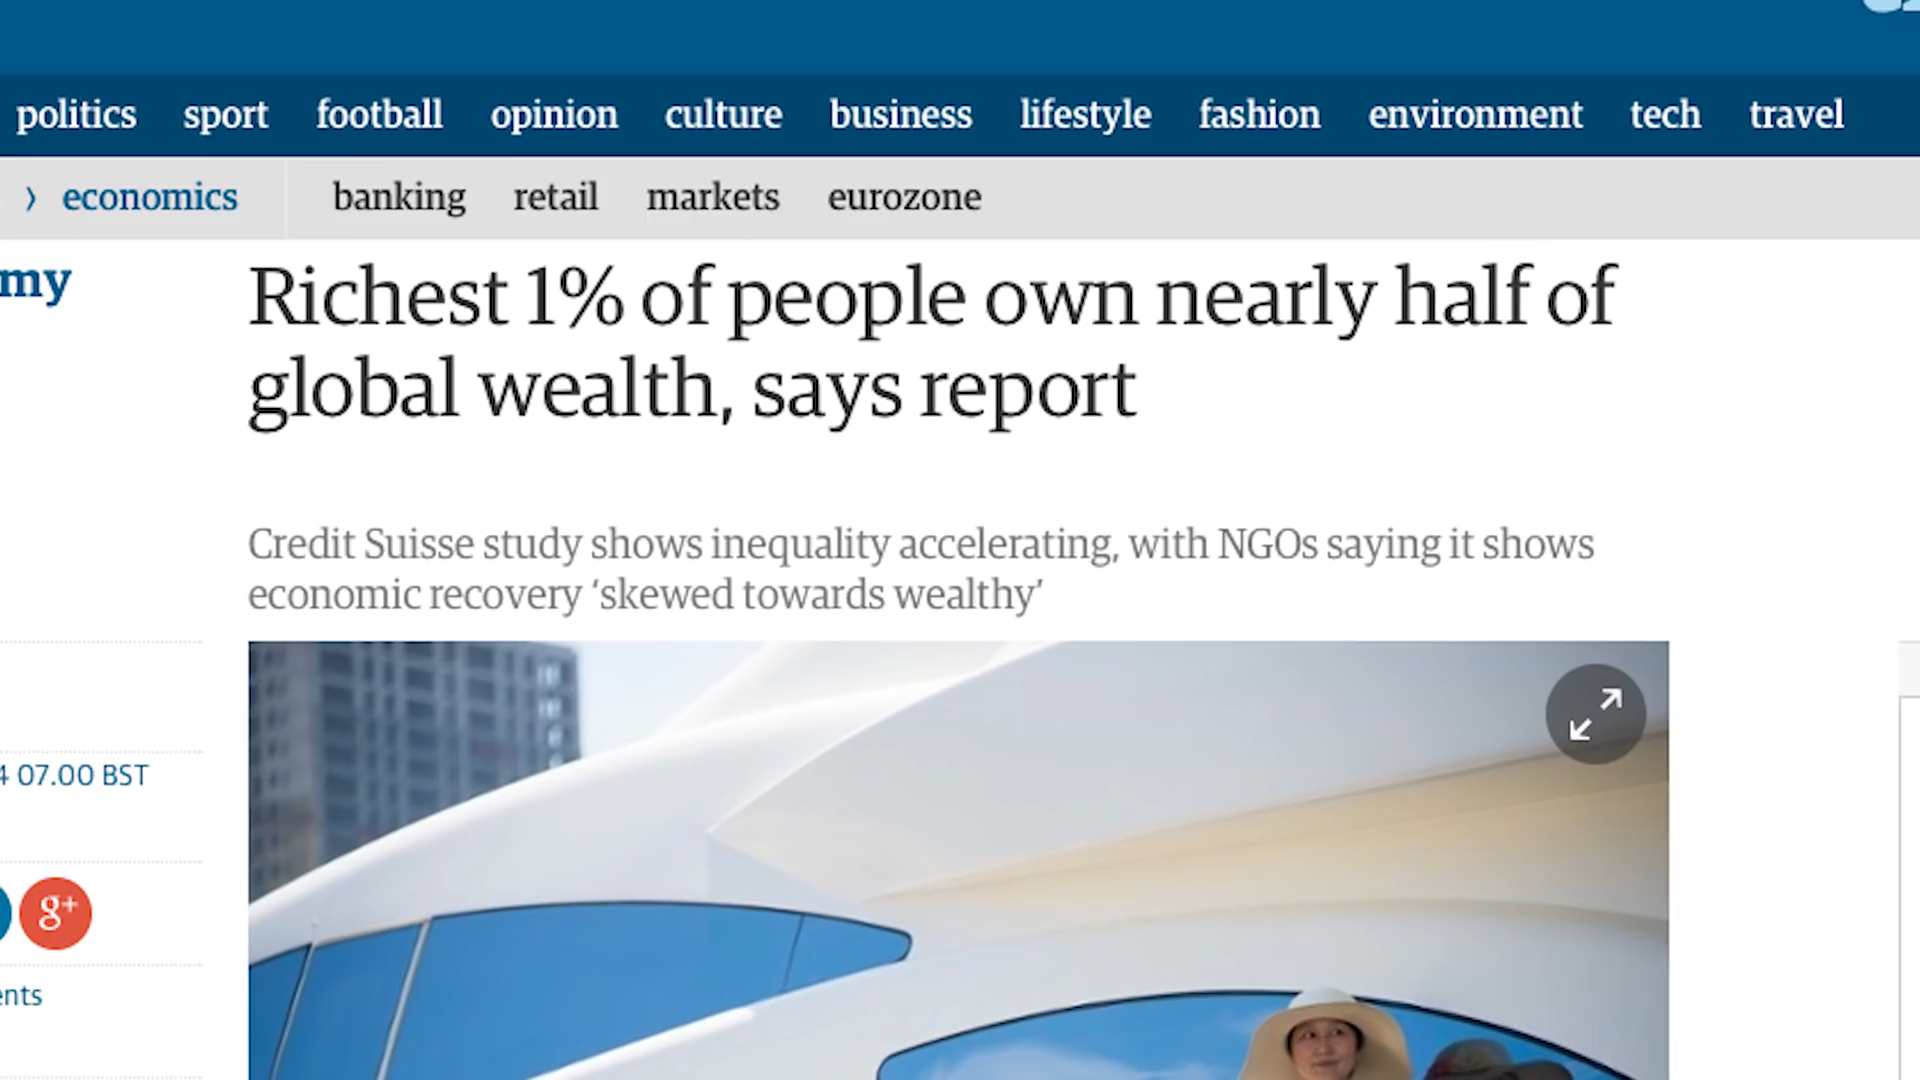 politics sport football opinion culture business lifestyle fashion environment tech travel
› economics banking retail markets eurozone
my
Richest 1% of people own nearly half of
global wealth, says report
Credit Suisse study shows inequality accelerating, with NGOs saying it shows
economic recovery ‘skewed towards wealthy’
4 07.00 BST
g+
ents